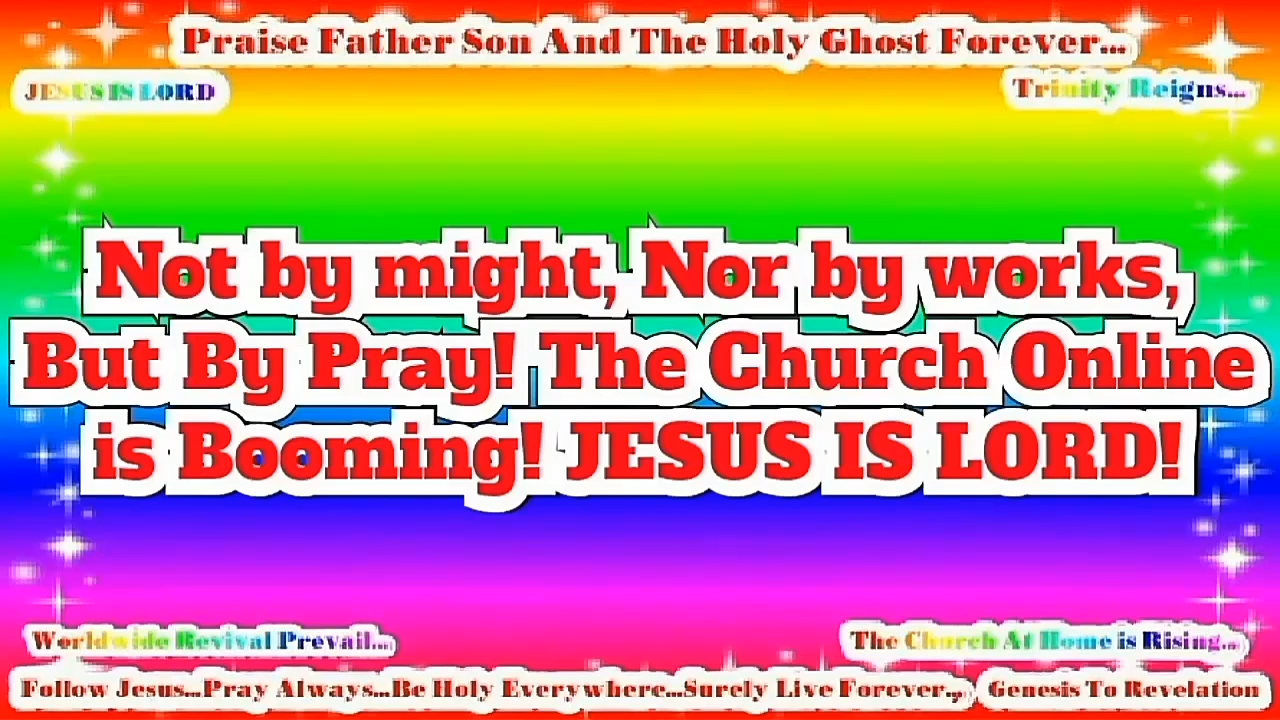 Praise Father Son And The Holy Ghost Forever...
JESUS IS LORD
Trinity Reigns...
Not by might, Nor by works,
But By Pray! The Church Online
is Booming! JESUS IS LORD!
Worldwide Revival Prevail...
The Church At Home is Rising...
Follow Jesus...Pray Always...Be Holy Everywhere...Surely Live Forever.,,
Genesis To Revelation